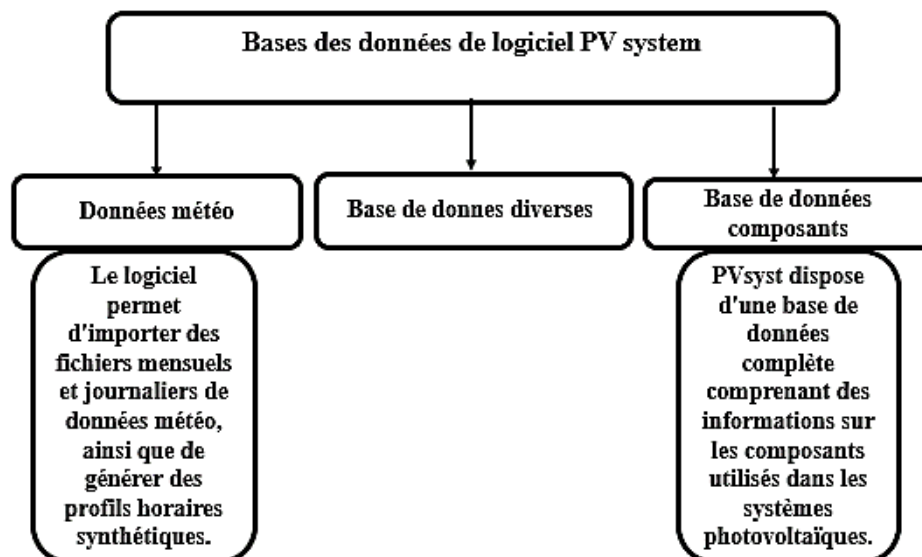 Bases des données de logiciel PV system
Données météo
Base de donnes diverses
Base de données
composants
Le logiciel
permet
d'importer des
fichiers mensuels
et journaliers de
données météo,
ainsi que de
générer des
profils horaires
synthétiques.
PVsyst dispose
d'une base de
données
complète
comprenant des
informations sur
les composants
utilisés dans les
systèmes
photovoltaïques.